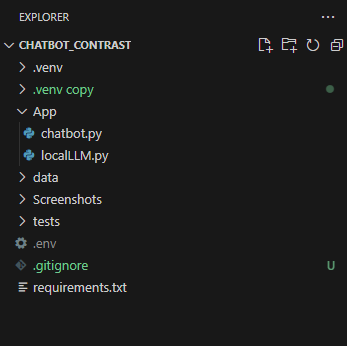 EXPLORER
CHATBOT_CONTRAST
.venv
.venv copy
App
chatbot.py
localLLM.py
data
Screenshots
tests
.env
.gitignore U
requirements.txt